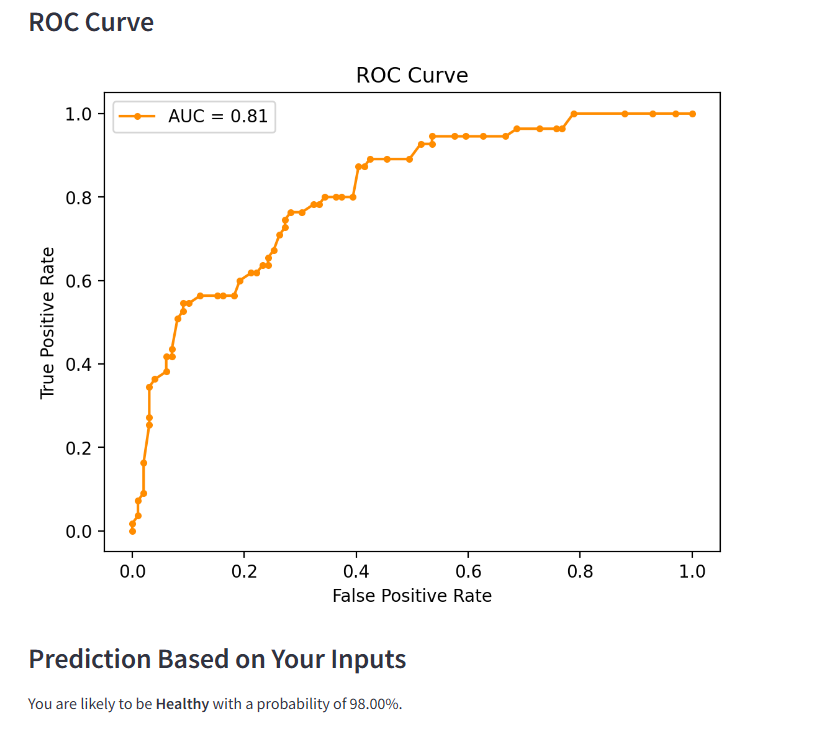 ROC Curve
ROC Curve
AUC = 0.81
1.0
0.8
0.6
0.4
0.2
0.0
True Positive Rate
0.0 0.2 0.4 0.6 0.8 1.0
False Positive Rate
Prediction Based on Your Inputs
You are likely to be Healthy with a probability of 98.00%.